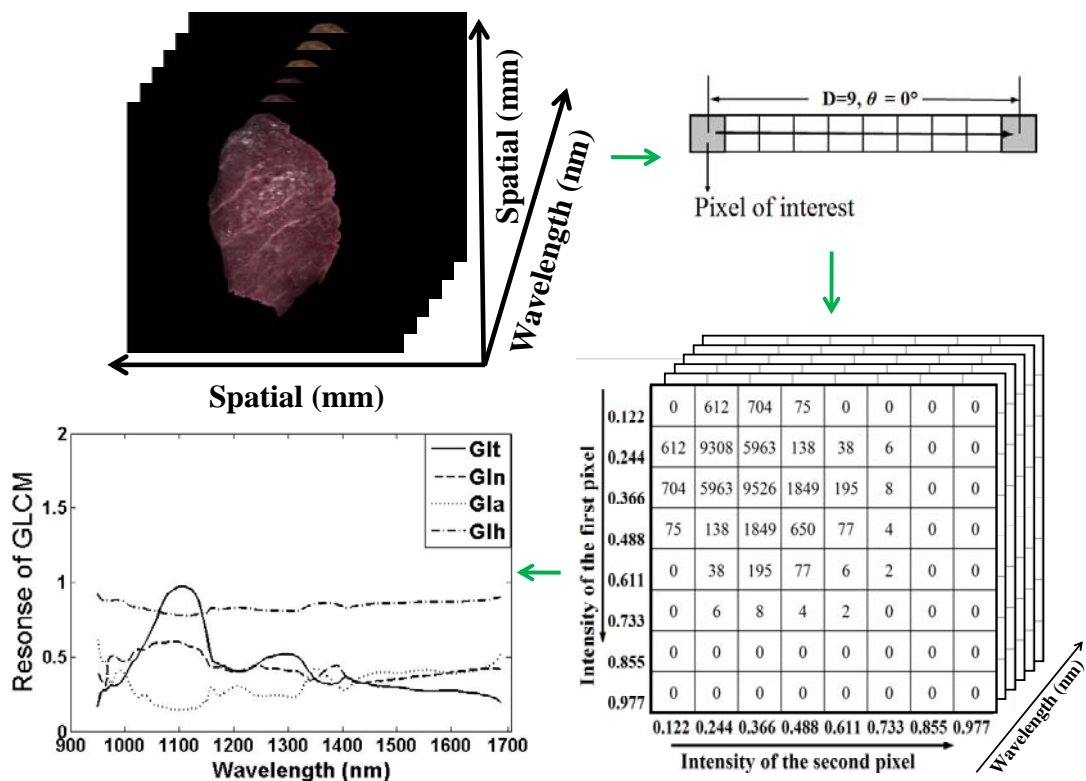 Spatial (mm)
Wavelength (nm)
Spatial (mm)
D=9, θ = 0°
Pixel of interest
Intensity of the first pixel
0.122 0 612 704 75 0 0 0 0
0.244 612 9308 5963 138 38 6 0 0
0.366 704 5963 9526 1849 195 8 0 0
0.488 75 138 1849 650 77 4 0 0
0.611 0 38 195 77 6 2 0 0
0.733 0 6 8 4 2 0 0 0
0.855 0 0 0 0 0 0 0 0
0.977 0 0 0 0 0 0 0 0
0.122 0.244 0.366 0.488 0.611 0.733 0.855 0.977
Intensity of the second pixel
Wavelength (nm)
Resonse of GLCM
2
1.5
1
0.5
0
Glt
Gln
Gla
Glh
900 1000 1100 1200 1300 1400 1500 1600 1700
Wavelength (nm)